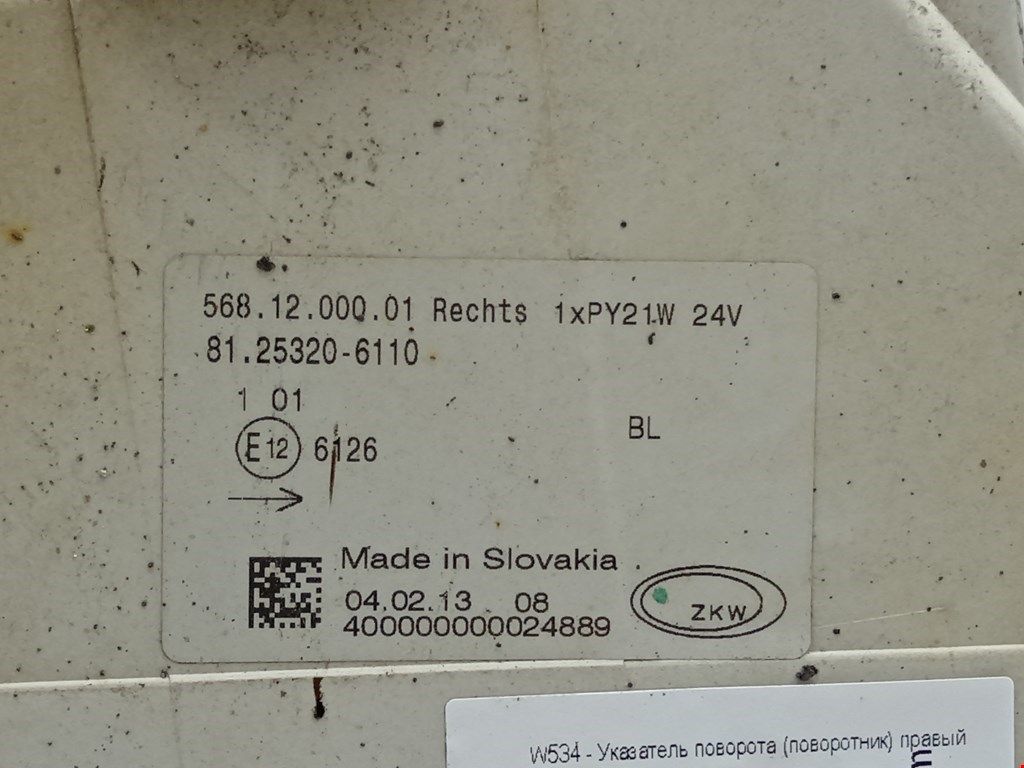 568.12.000.01 Rechts 1xPY21W 24V
81.25320-6110
1 01
E12 6126
BL
Made in Slovakia
04.02.13 08
400000000024889
ZKW
W534 - Указатель поворота (поворотник) правый